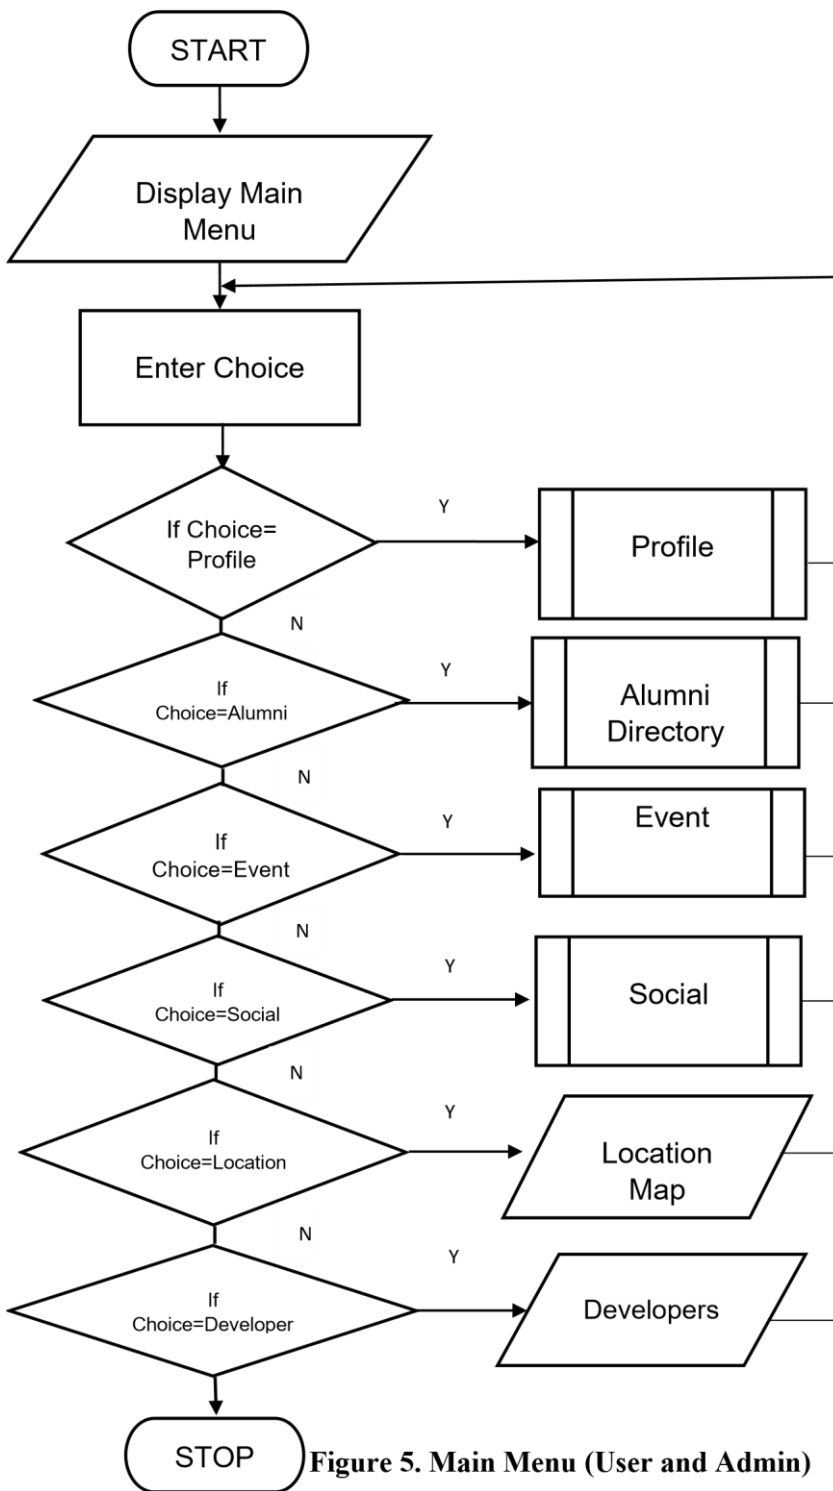 START
Display Main
Menu
Enter Choice
If Choice=
Profile
Y
Profile
N
If
Choice=Alumni
Y
Alumni
Directory
N
If
Choice=Event
Y
Event
N
If
Choice=Social
Y
Social
N
If
Choice=Location
Y
Location
Map
N
If
Choice=Developer
Y
Developers
STOP
Figure 5. Main Menu (User and Admin)